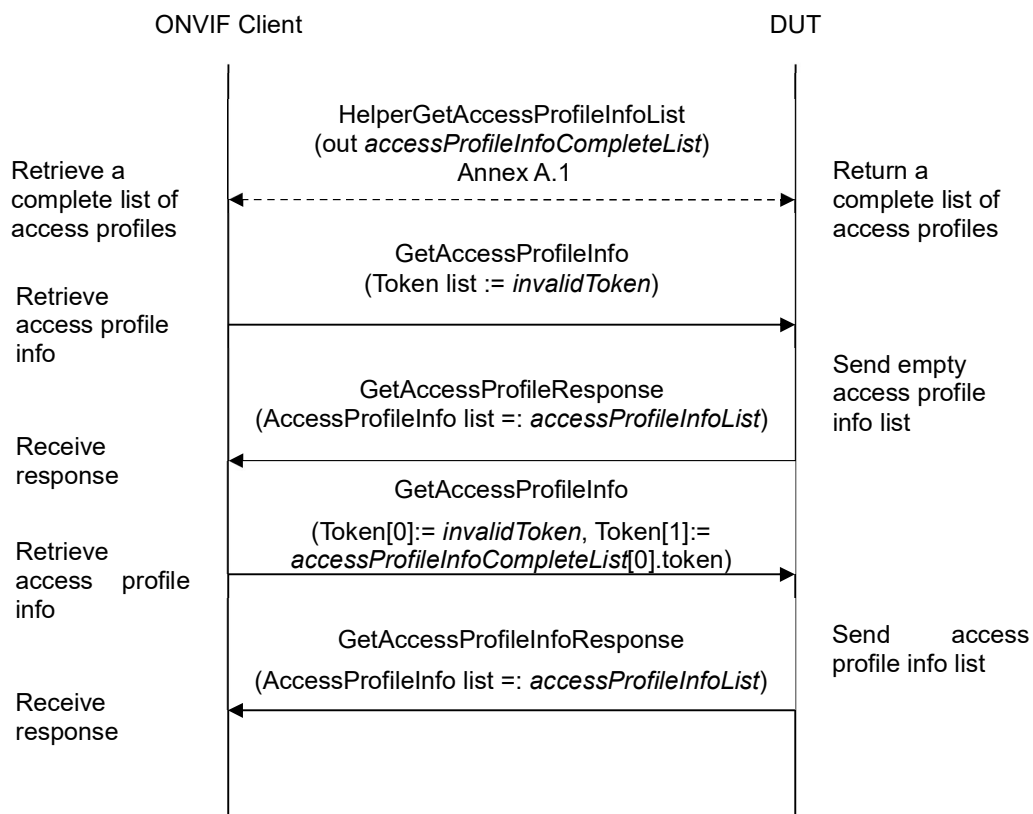 ONVIF Client
DUT
HelperGetAccessProfileInfoList
(out accessProfileInfoCompleteList)
Annex A.1
Retrieve a
complete list of
access profiles
Return a
complete list of
access profiles
GetAccessProfileInfo
(Token list := invalidToken)
Retrieve
access profile
info
Send empty
access profile
info list
GetAccessProfileResponse
(AccessProfileInfo list =: accessProfileInfoList)
Receive
response
GetAccessProfileInfo
(Token[0]:= invalidToken, Token[1]:=
accessProfileInfoCompleteList[0].token)
Retrieve
access profile
info
GetAccessProfileInfoResponse
(AccessProfileInfo list =: accessProfileInfoList)
Send access
profile info list
Receive
response